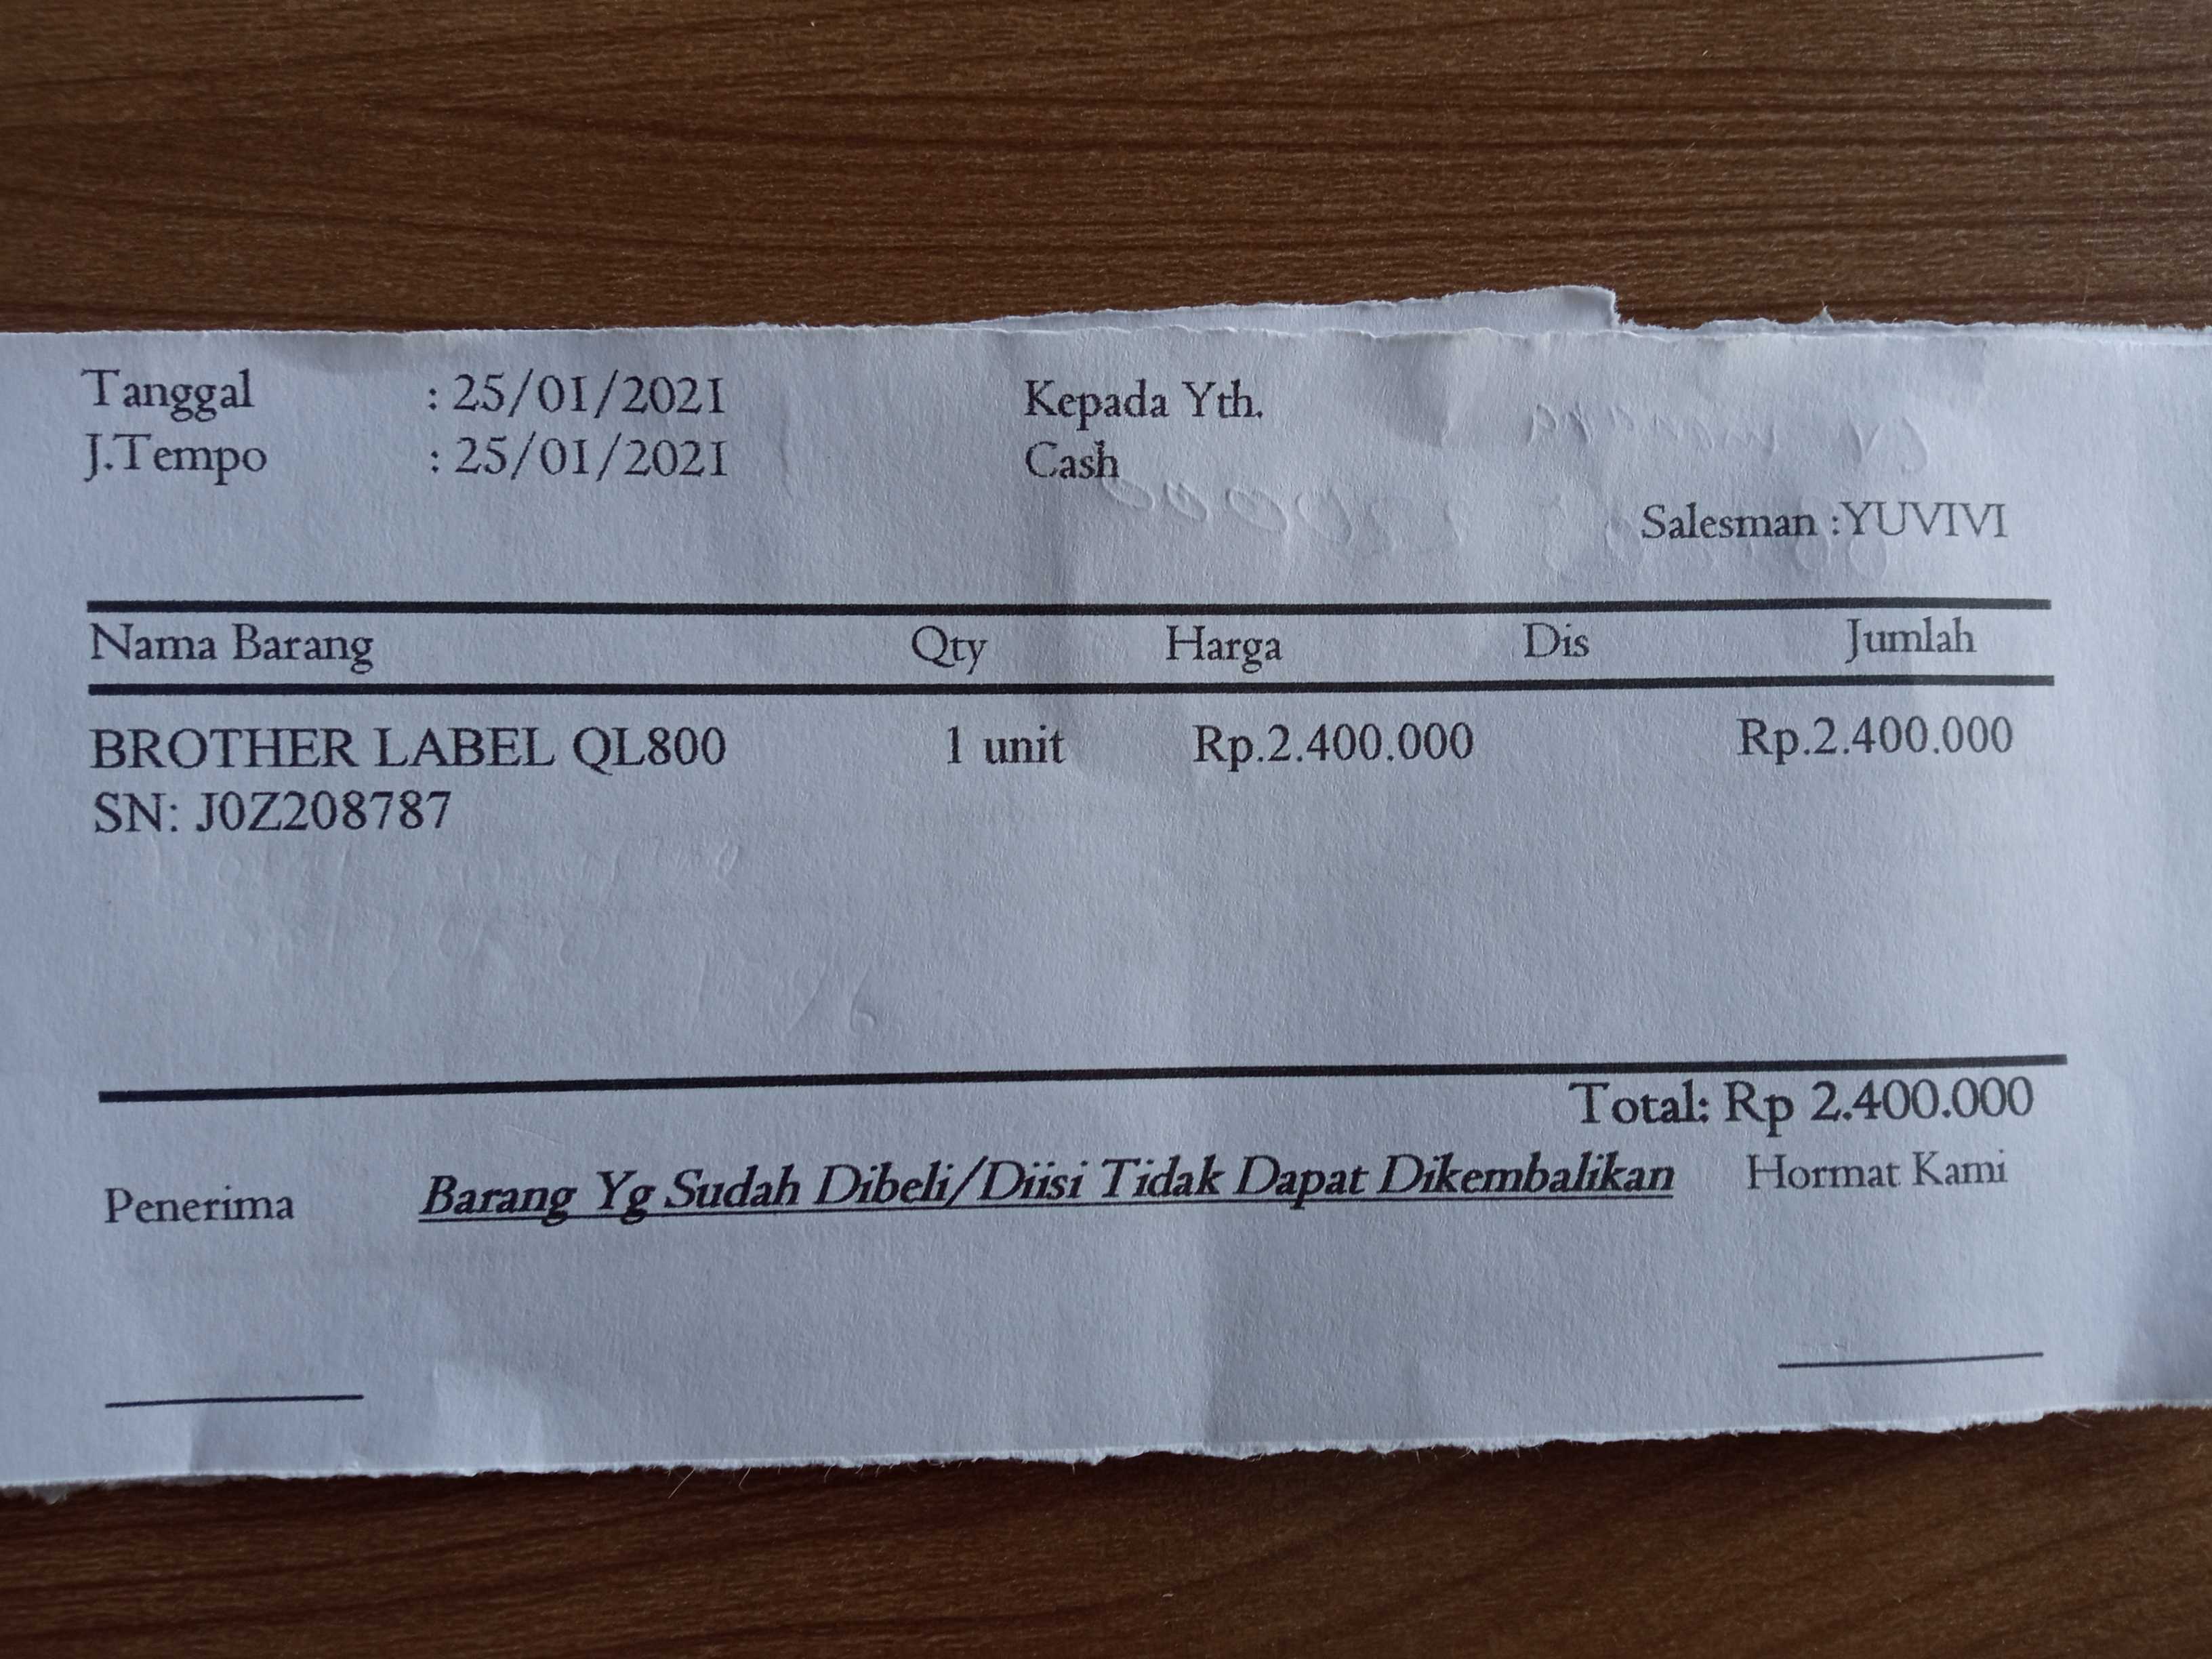 Tanggal : 25/01/2021 Kepada Yth.
J.Tempo : 25/01/2021 Cash
Salesman :YUVIVI
Nama Barang Qty Harga Dis Jumlah
BROTHER LABEL QL800 1 unit Rp.2.400.000 Rp.2.400.000
SN: J0Z208787
Total: Rp 2.400.000
Penerima Barang Yg Sudah Dibeli/Diisi Tidak Dapat Dikembalikan Hormat Kami